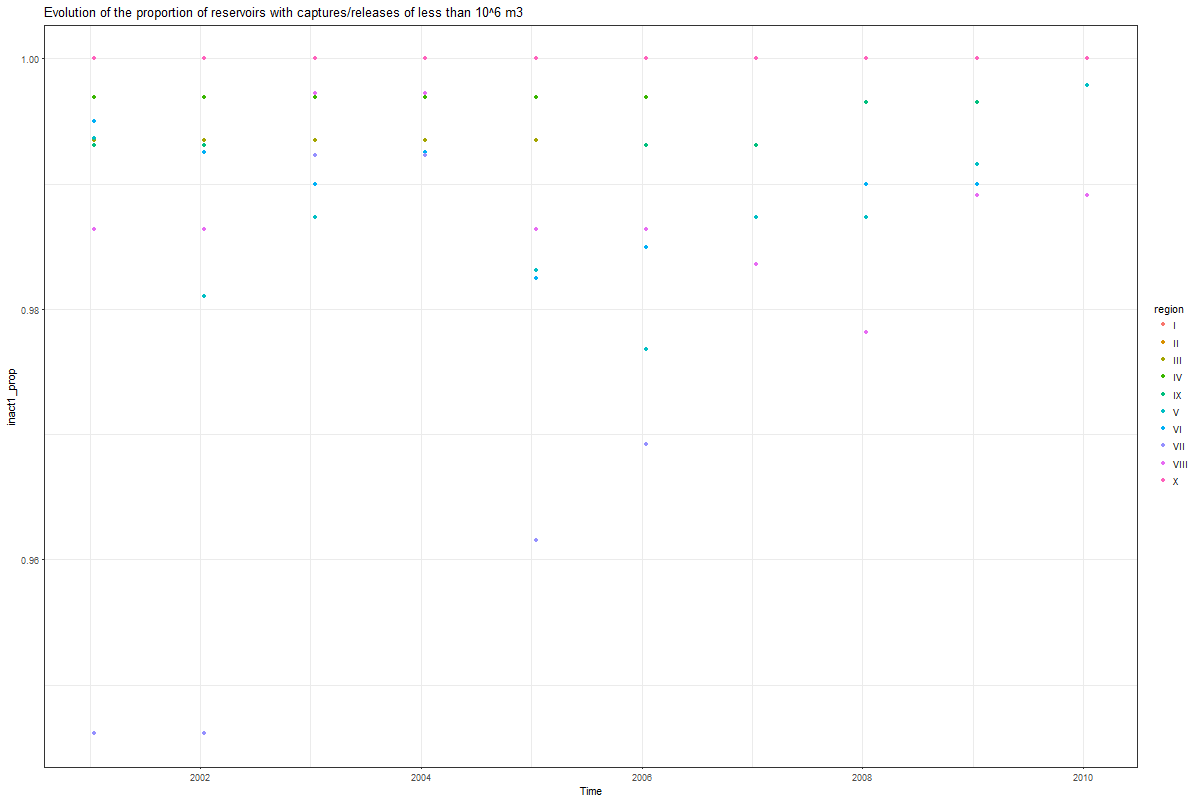 Evolution of the proportion of reservoirs with captures/releases of less than 10^6 m3
1.00
0.98
0.96
inact1_prop
2002 2004 2006 2008 2010
Time
region
I
II
III
IV
IX
V
VI
VII
VIII
X